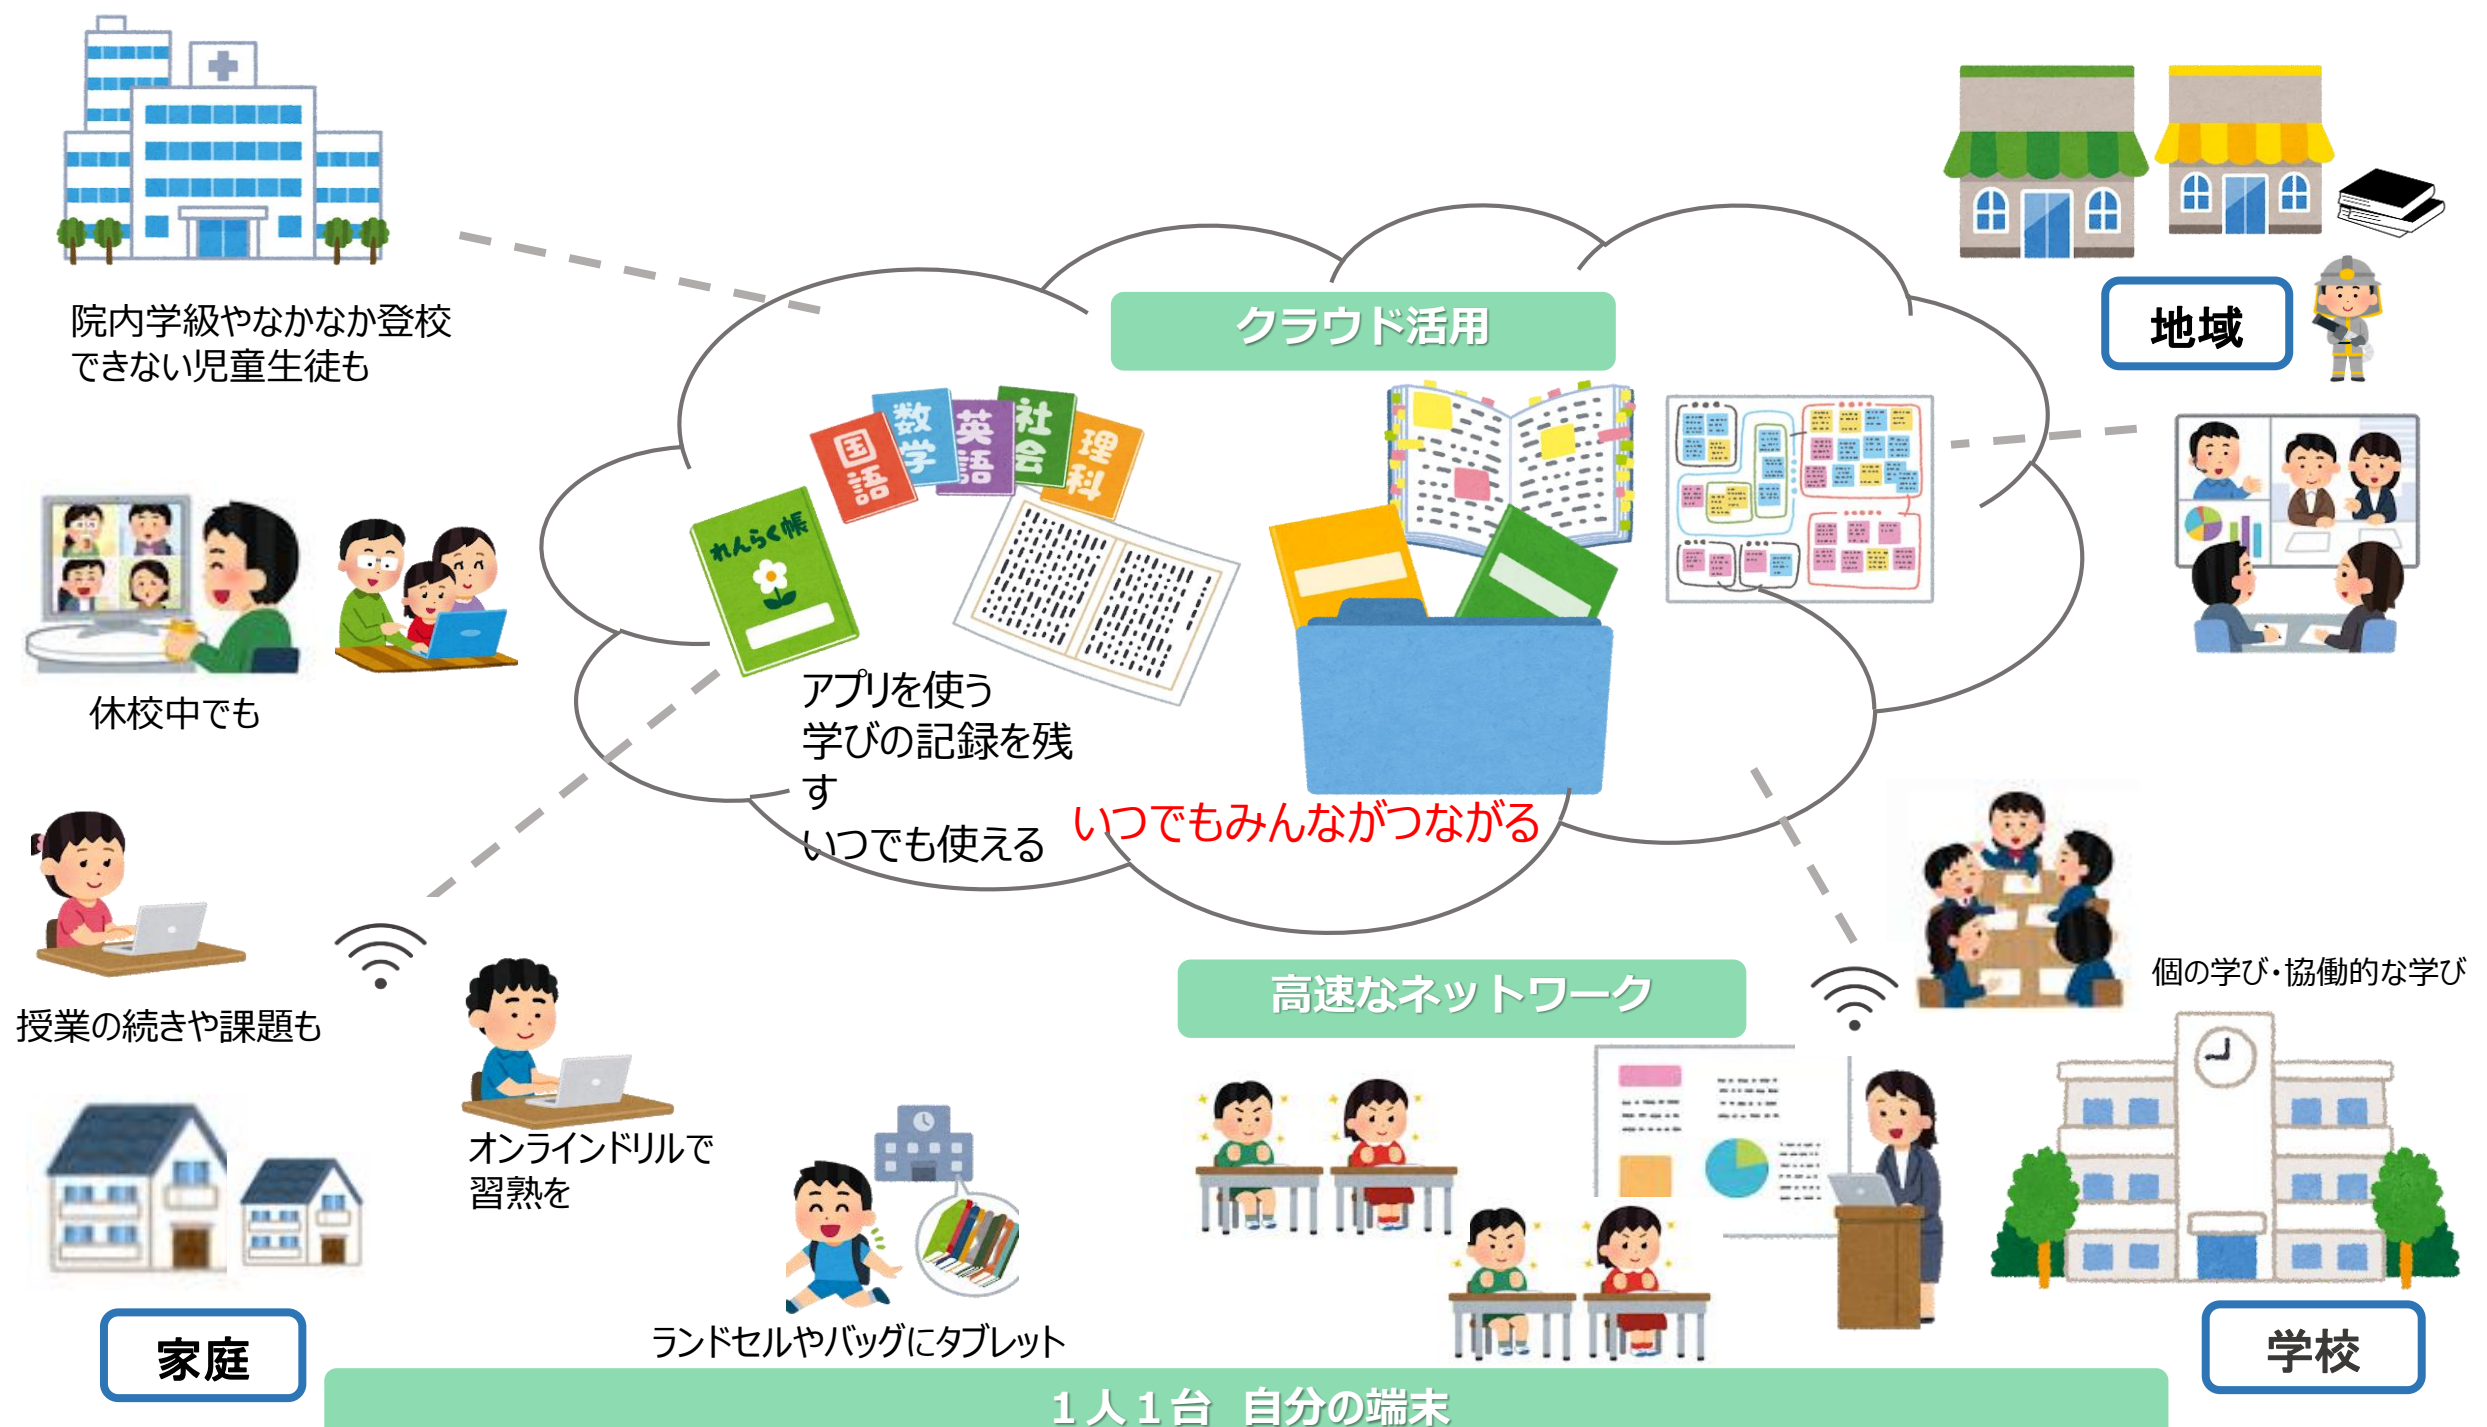 院内学級やなかなか登校
できない児童生徒も
クラウド活用
地域
国語
数学
英語
社会
理科
れんらく帳
休校中でも
アプリを使う
学びの記録を残
す
いつでも使える
いつでもみんながつながる
高速なネットワーク
個の学び・協働的な学び
授業の続きや課題も
オンラインドリルで
習熟を
ランドセルやバッグにタブレット
家庭
学校
１人１台 自分の端末